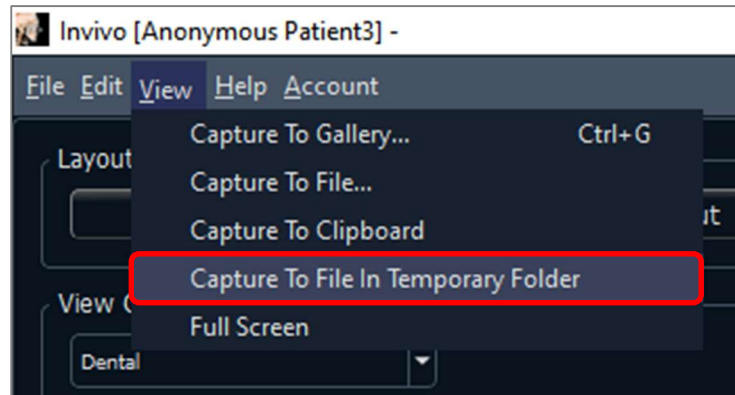 Invivo [Anonymous Patient3] -
File Edit View Help Account
Capture To Gallery... Ctrl+G
Layout
Capture To File...
Capture To Clipboard
Capture To File In Temporary Folder
View
Full Screen
Dental